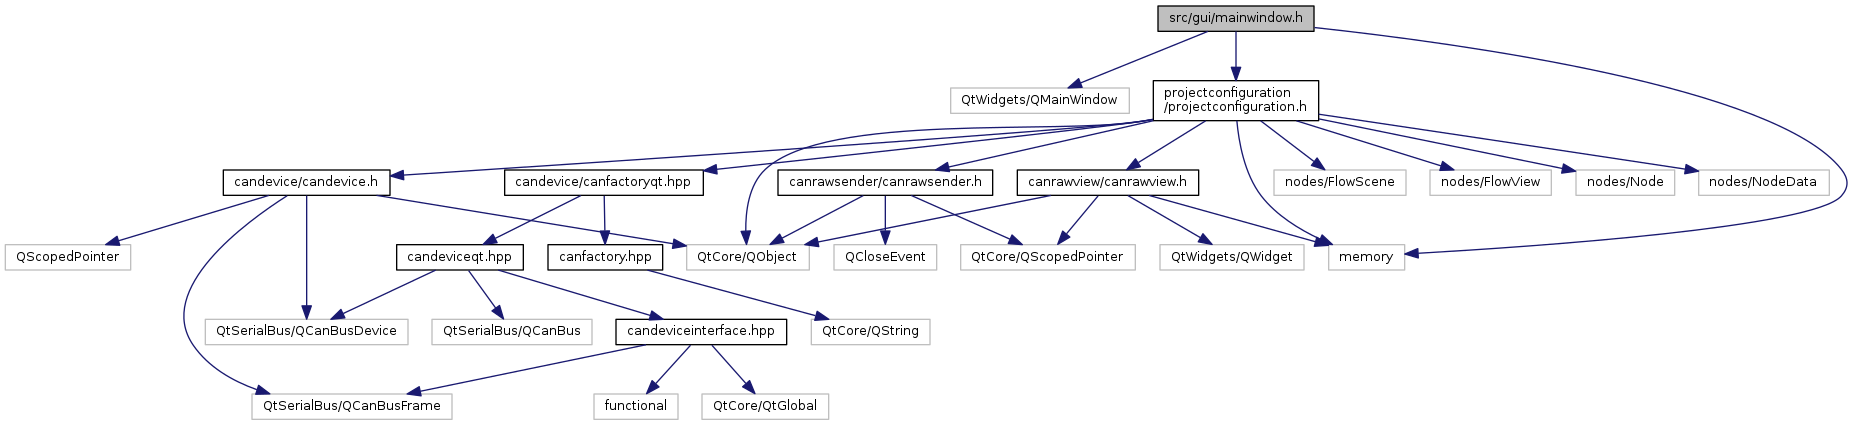 src/gui/mainwindow.h
QtWidgets/QMainWindow
projectconfiguration
/projectconfiguration.h
candevice/candevice.h
candevice/canfactoryqt.hpp
canrawsender/canrawsender.h
canrawview/canrawview.h
nodes/FlowScene
nodes/FlowView
nodes/Node
nodes/NodeData
QScopedPointer
candeviceqt.hpp
canfactory.hpp
QtCore/QObject
QCloseEvent
QtCore/QScopedPointer
QtWidgets/QWidget
memory
QtSerialBus/QCanBusDevice
QtSerialBus/QCanBus
candeviceinterface.hpp
QtCore/QString
QtSerialBus/QCanBusFrame
functional
QtCore/QtGlobal